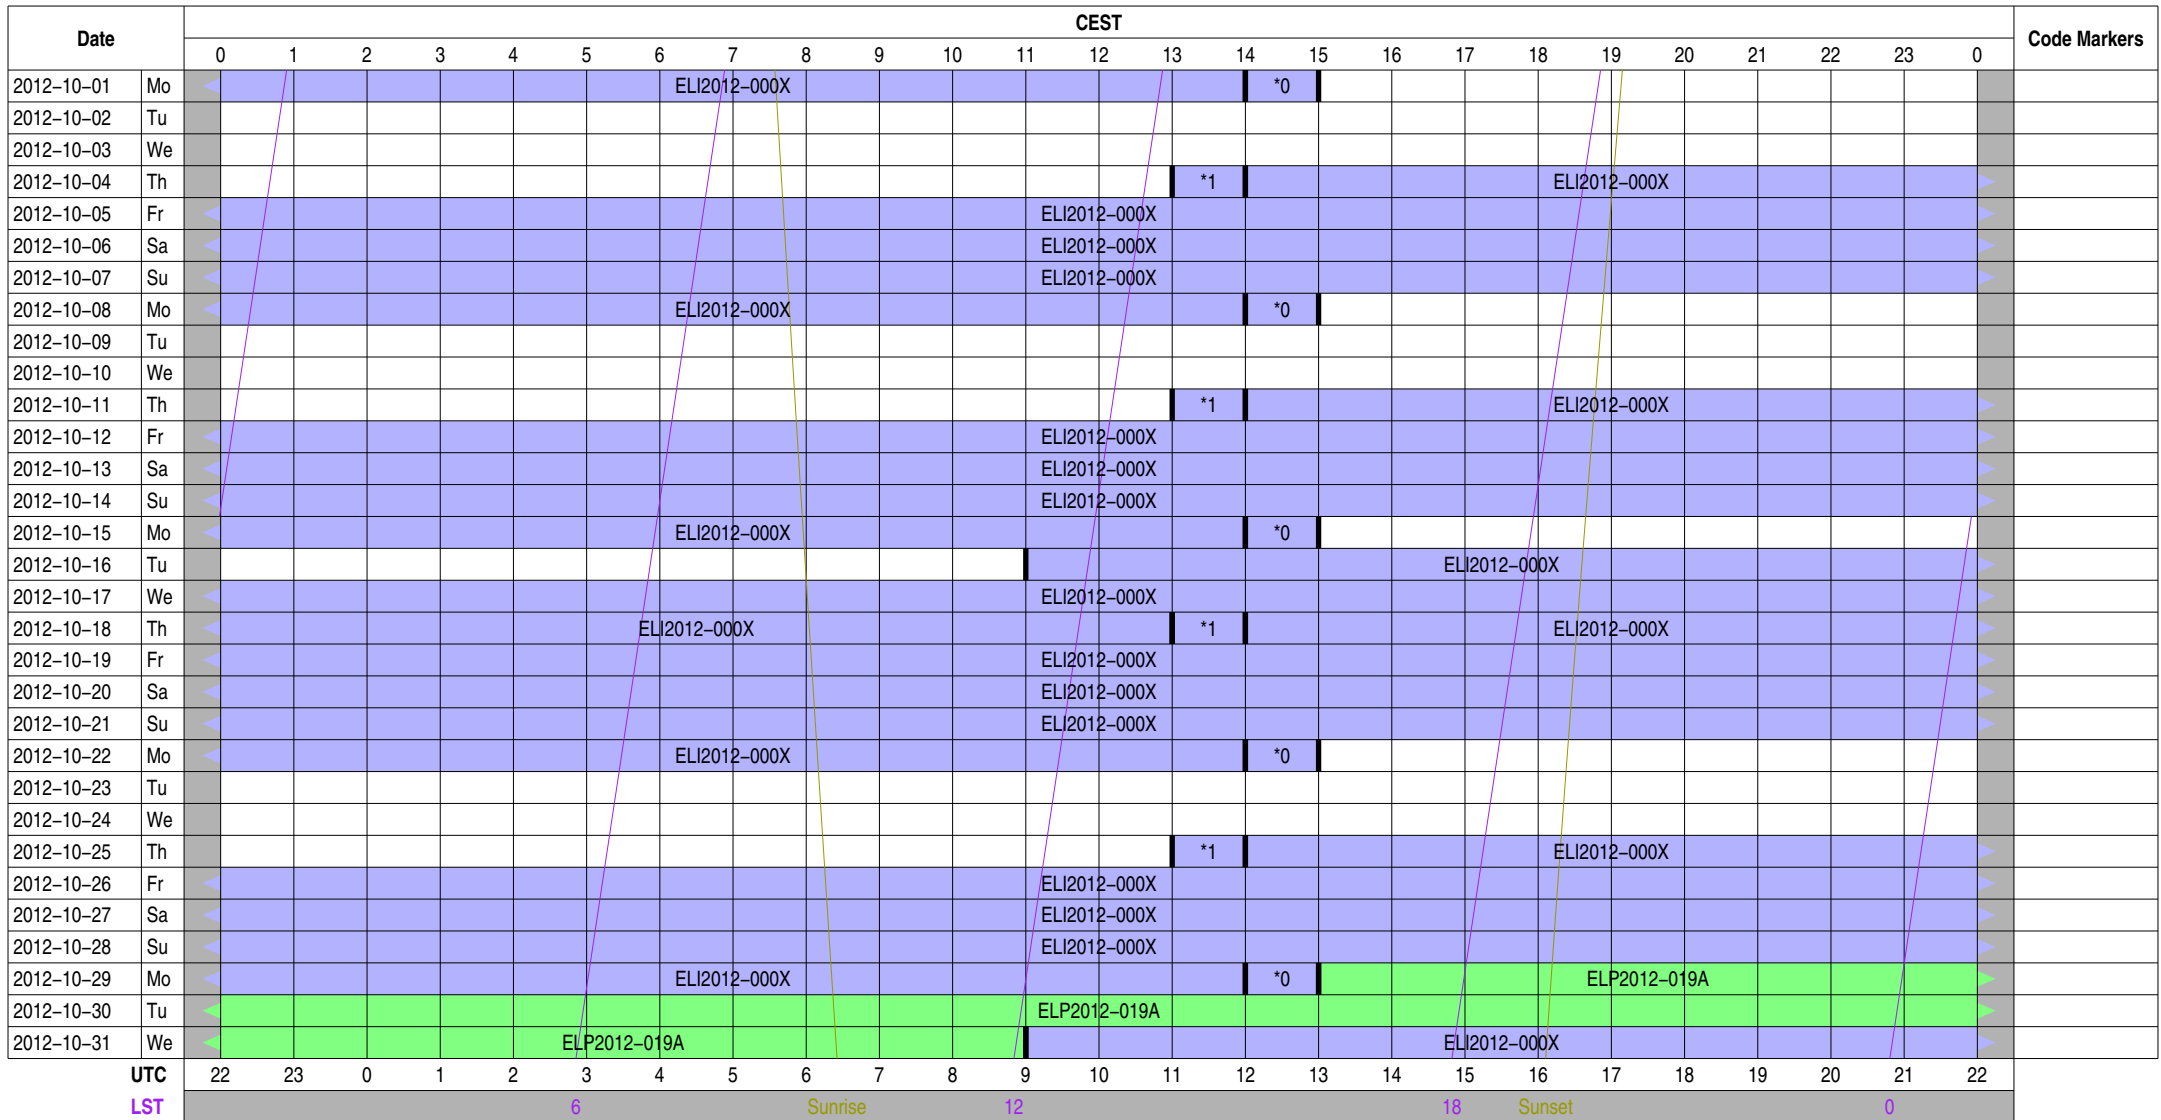 Date CEST Code Markers
0 1 2 3 4 5 6 7 8 9 10 11 12 13 14 15 16 17 18 19 20 21 22 23 0
2012-10-01 Mo ELI2012-000X *0
2012-10-02 Tu
2012-10-03 We
2012-10-04 Th *1 ELI2012-000X
2012-10-05 Fr ELI2012-000X
2012-10-06 Sa ELI2012-000X
2012-10-07 Su ELI2012-000X
2012-10-08 Mo ELI2012-000X *0
2012-10-09 Tu
2012-10-10 We
2012-10-11 Th *1 ELI2012-000X
2012-10-12 Fr ELI2012-000X
2012-10-13 Sa ELI2012-000X
2012-10-14 Su ELI2012-000X
2012-10-15 Mo ELI2012-000X *0
2012-10-16 Tu ELI2012-000X
2012-10-17 We ELI2012-000X
2012-10-18 Th ELI2012-000X *1 ELI2012-000X
2012-10-19 Fr ELI2012-000X
2012-10-20 Sa ELI2012-000X
2012-10-21 Su ELI2012-000X
2012-10-22 Mo ELI2012-000X *0
2012-10-23 Tu
2012-10-24 We
2012-10-25 Th *1 ELI2012-000X
2012-10-26 Fr ELI2012-000X
2012-10-27 Sa ELI2012-000X
2012-10-28 Su ELI2012-000X
2012-10-29 Mo ELI2012-000X *0 ELP2012-019A
2012-10-30 Tu ELP2012-019A
2012-10-31 We ELP2012-019A ELI2012-000X
UTC 22 23 0 1 2 3 4 5 6 7 8 9 10 11 12 13 14 15 16 17 18 19 20 21 22
LST 6 Sunrise 12 18 Sunset 0